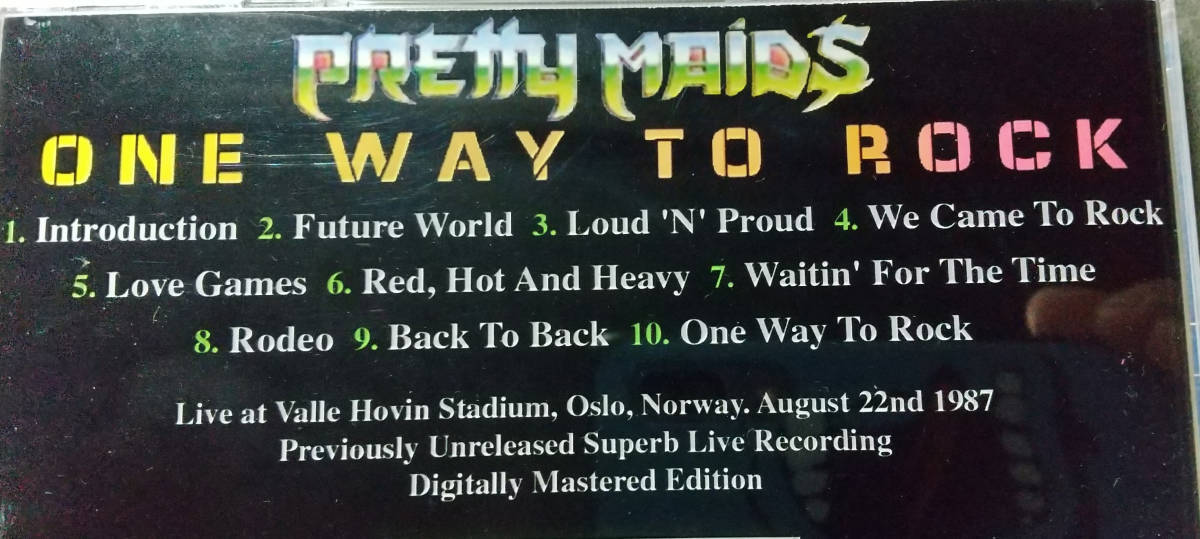 PRETTY MAIDS
ONE WAY TO ROCK
1. Introduction 2. Future World 3. Loud 'N' Proud 4. We Came To Rock
5. Love Games 6. Red, Hot And Heavy 7. Waitin' For The Time
8. Rodeo 9. Back To Back 10. One Way To Rock
Live at Valle Hovin Stadium, Oslo, Norway. August 22nd 1987
Previously Unreleased Superb Live Recording
Digitally Mastered Edition